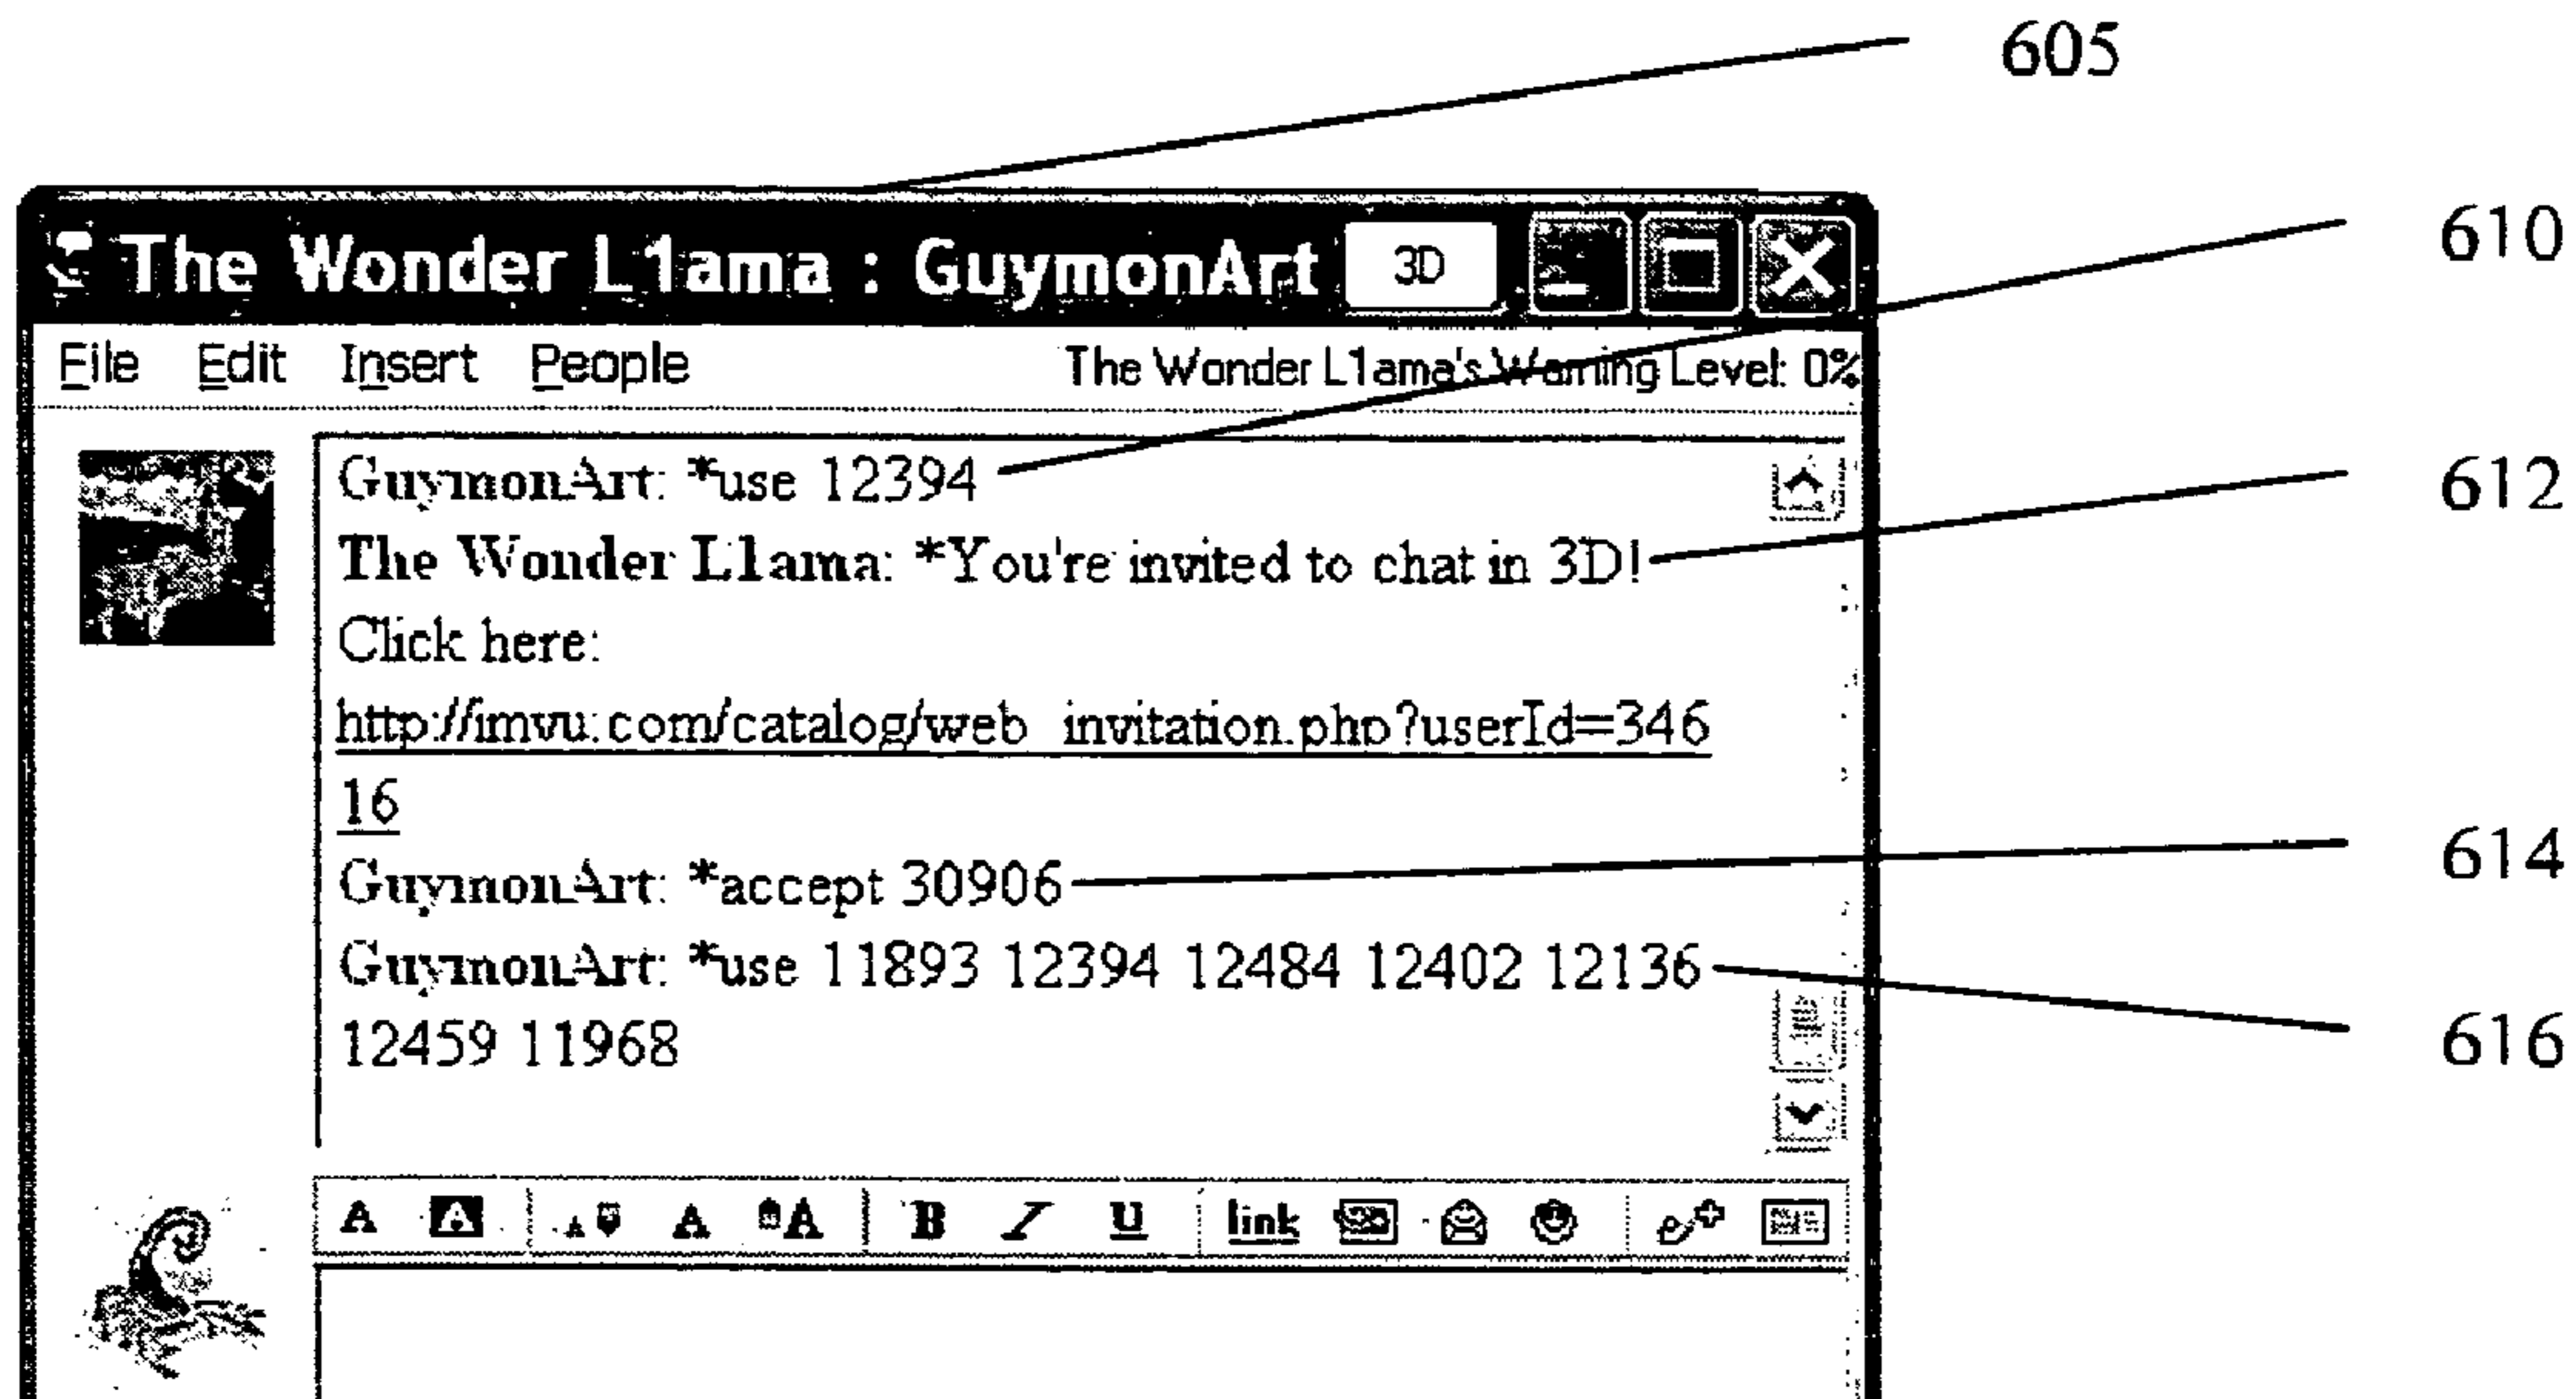 605
The Wonder L1ama : GuymonArt 3D
610
File Edit Insert People The Wonder L1ama's Warning Level: 0%
GuymonArt: *use 12394
612
The Wonder L1ama: *You're invited to chat in 3D!
Click here:
http://imvu.com/catalog/web_invitation.php?userId=346
16
614
GuymonArt: *accept 30906
GuymonArt: *use 11893 12394 12484 12402 12136
616
12459 11968
A A A A A B I U link